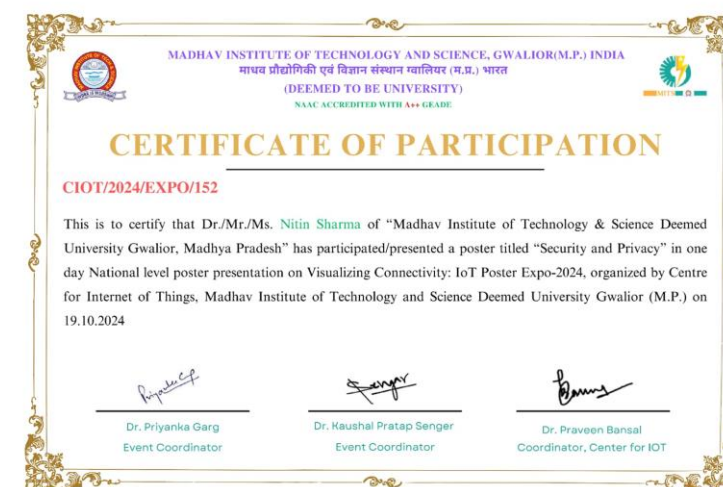 MADHAV INSTITUTE OF TECHNOLOGY AND SCIENCE, GWALIOR(M.P.) INDIA
माधव प्रौद्योगिकी एवं विज्ञान संस्थान ग्वालियर (म.प्र.) भारत
(DEEMED TO BE UNIVERSITY)
NAAC ACCREDITED WITH A++ GRADE
MITS
CERTIFICATE OF PARTICIPATION
CIOT/2024/EXPO/152
This is to certify that Dr./Mr./Ms. Nitin Sharma of “Madhav Institute of Technology & Science Deemed
University Gwalior, Madhya Pradesh” has participated/presented a poster titled “Security and Privacy” in one
day National level poster presentation on Visualizing Connectivity: IoT Poster Expo-2024, organized by Centre
for Internet of Things, Madhav Institute of Technology and Science Deemed University Gwalior (M.P.) on
19.10.2024
Dr. Priyanka Garg
Event Coordinator
Dr. Kaushal Pratap Senger
Event Coordinator
Dr. Praveen Bansal
Coordinator, Center for IOT